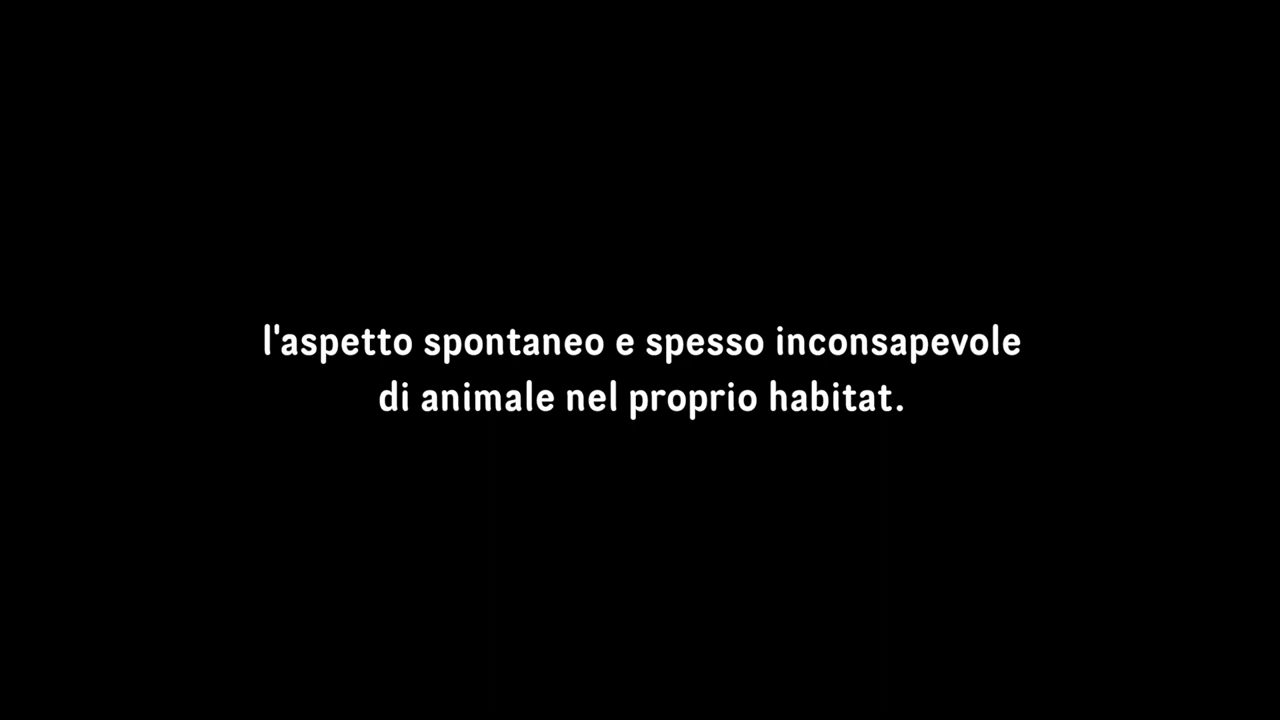 l'aspetto spontaneo e spesso inconsapevole
di animale nel proprio habitat.